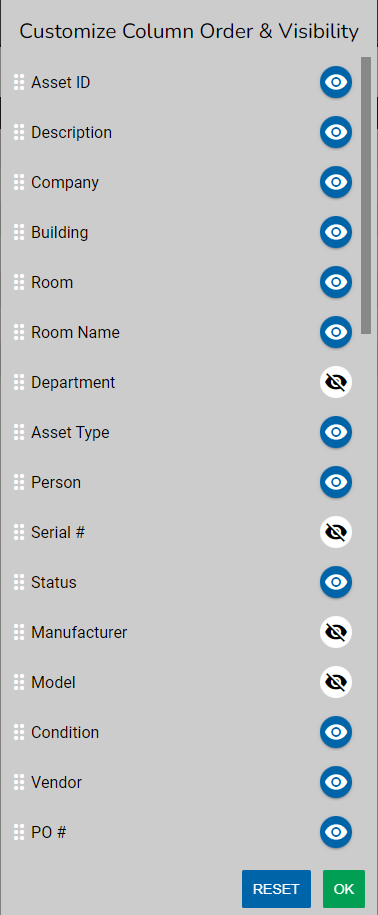 Customize Column Order & Visibility
Asset ID
Description
Company
Building
Room
Room Name
Department
Asset Type
Person
Serial #
Status
Manufacturer
Model
Condition
Vendor
PO #
RESET OK